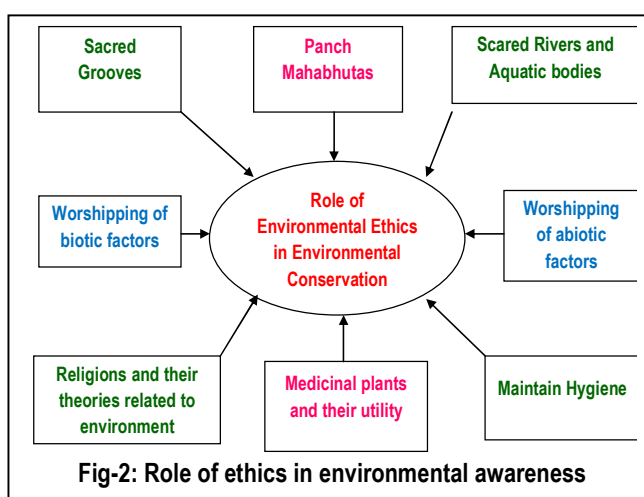 Sacred
Grooves
Panch
Mahabhutas
Scared Rivers and
Aquatic bodies
Worshipping of
biotic factors
Role of
Environmental Ethics
in Environmental
Conservation
Worshipping
of abiotic
factors
Religions and their
theories related to
environment
Medicinal plants
and their utility
Maintain Hygiene
Fig-2: Role of ethics in environmental awareness